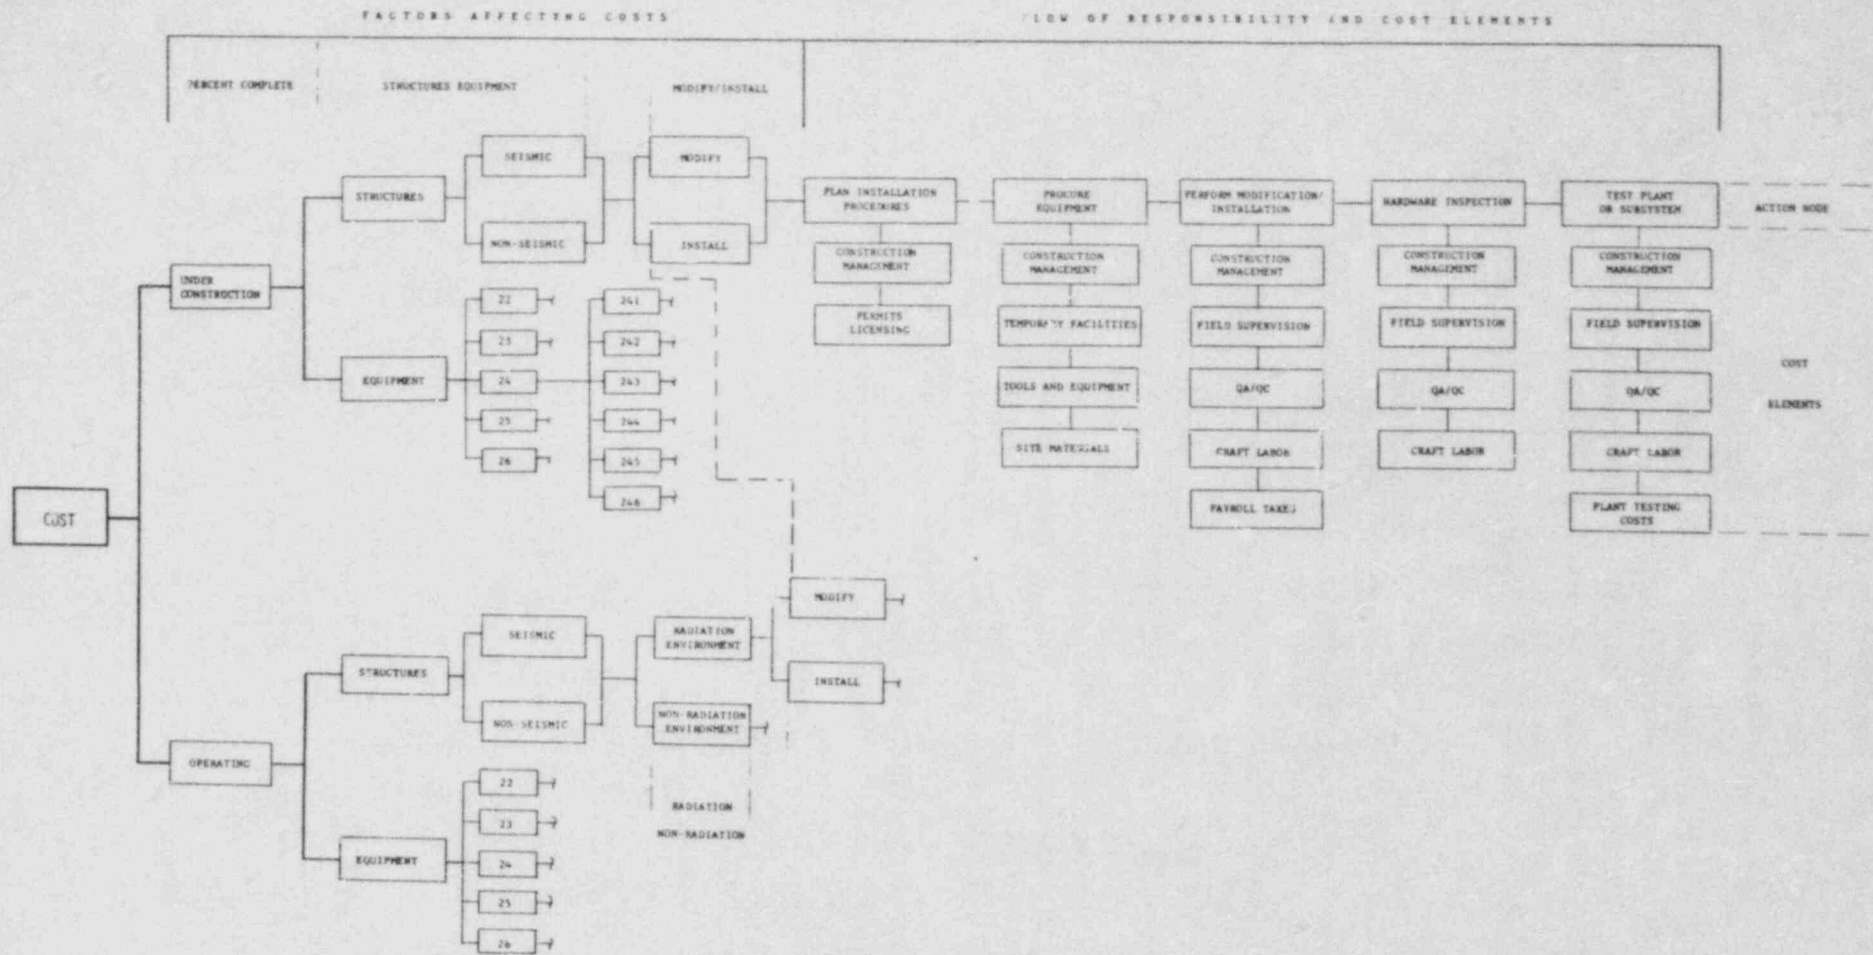 FACTORS AFFECTING COSTS
FLOW OF RESPONSIBILITY AND COST ELEMENTS
PERCENT COMPLETE
STRUCTURES EQUIPMENT
MODIFY/INSTALL
SEISMIC
MODIFY
STRUCTURES
NON-SEISMIC
INSTALL
PLAN INSTALLATION
PROCEDURES
PROCURE
EQUIPMENT
PERFORM MODIFICATION/
INSTALLATION
HARDWARE INSPECTION
TEST PLANT
OR SUBSYSTEM
ACTION NODE
UNDER
CONSTRUCTION
CONSTRUCTION
MANAGEMENT
CONSTRUCTION
MANAGEMENT
CONSTRUCTION
MANAGEMENT
CONSTRUCTION
MANAGEMENT
CONSTRUCTION
MANAGEMENT
PERMITS
LICENSING
TEMPORARY FACILITIES
FIELD SUPERVISION
FIELD SUPERVISION
FIELD SUPERVISION
TOOLS AND EQUIPMENT
QA/QC
QA/QC
QA/QC
COST
ELEMENTS
SITE MATERIALS
CRAFT LABOR
CRAFT LABOR
CRAFT LABOR
PAYROLL TAXES
PLANT TESTING
COSTS
EQUIPMENT
22
23
24
25
26
241
242
243
244
245
246
COST
MODIFY
SEISMIC
RADIATION
ENVIRONMENT
STRUCTURES
INSTALL
NON-SEISMIC
NON-RADIATION
ENVIRONMENT
OPERATING
RADIATION
NON-RADIATION
EQUIPMENT
22
23
24
25
26